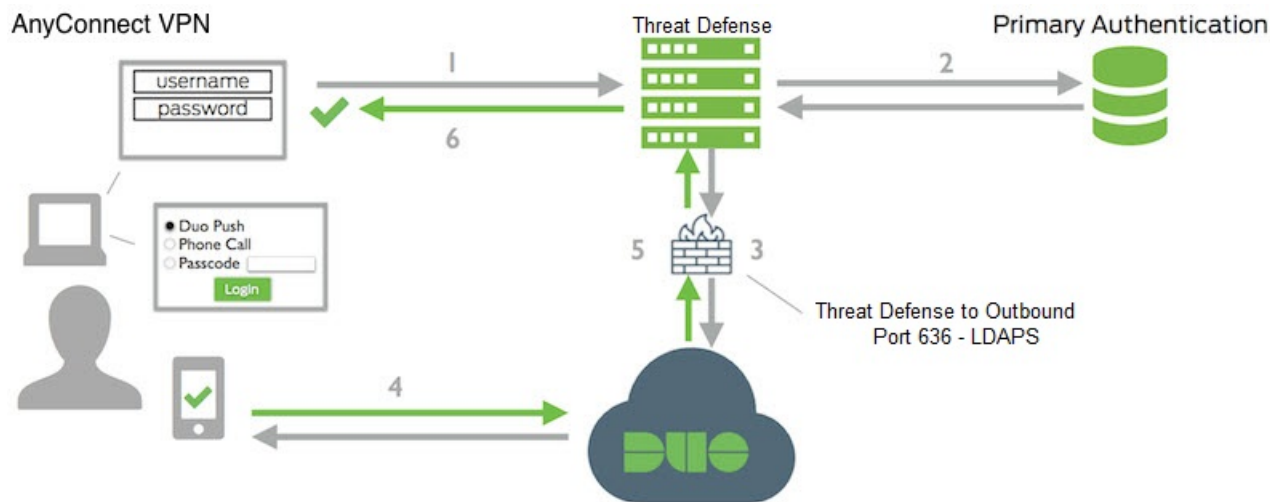 AnyConnect VPN
Threat Defense
Primary Authentication
username
password
1
2
6
Duo Push
Phone Call
Passcode
Login
5
3
Threat Defense to Outbound
Port 636 - LDAPS
4
DUO